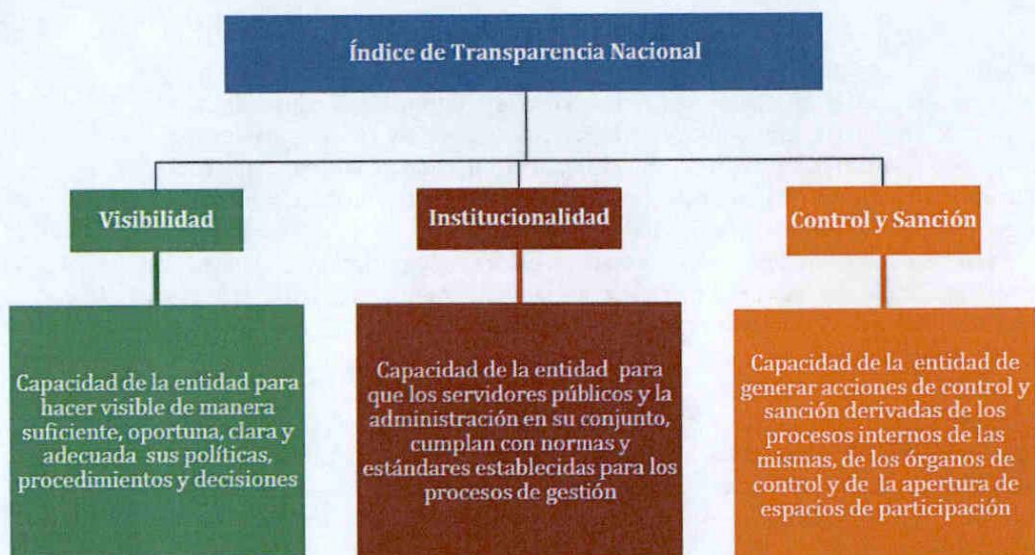 Índice de Transparencia Nacional
Visibilidad
Institucionalidad
Control y Sanción
Capacidad de la entidad para
hacer visible de manera
suficiente, oportuna, clara y
adecuada sus políticas,
procedimientos y decisiones
Capacidad de la entidad para
que los servidores públicos y la
administración en su conjunto,
cumplan con normas y
estándares establecidas para los
procesos de gestión
Capacidad de la entidad de
generar acciones de control y
sanción derivadas de los
procesos internos de las
mismas, de los órganos de
control y de la apertura de
espacios de participación